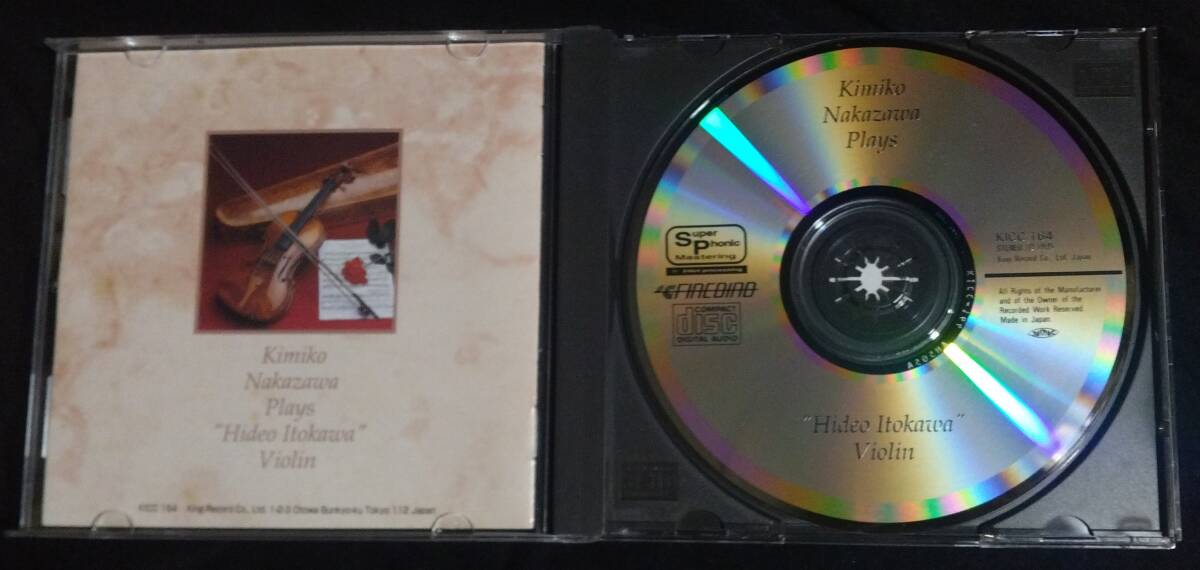 Kimiko
Nakazawa
Plays
"Hideo Itokawa"
Violin
KICC 164 King Record Co., Ltd. 1-2-3 Otowa Bunkyo-ku Tokyo 112 Japan
Kimiko
Nakazawa
Plays
Super
Phonic
Mastering
FIREBIRD
COMPACT
disc
DIGITAL AUDIO
KICC 164
STEREO
King Record Co., Ltd. Japan
All Rights of the Manufacturer
and of the Owner of the
Recorded Work Reserved.
Made in Japan
"Hideo Itokawa"
Violin